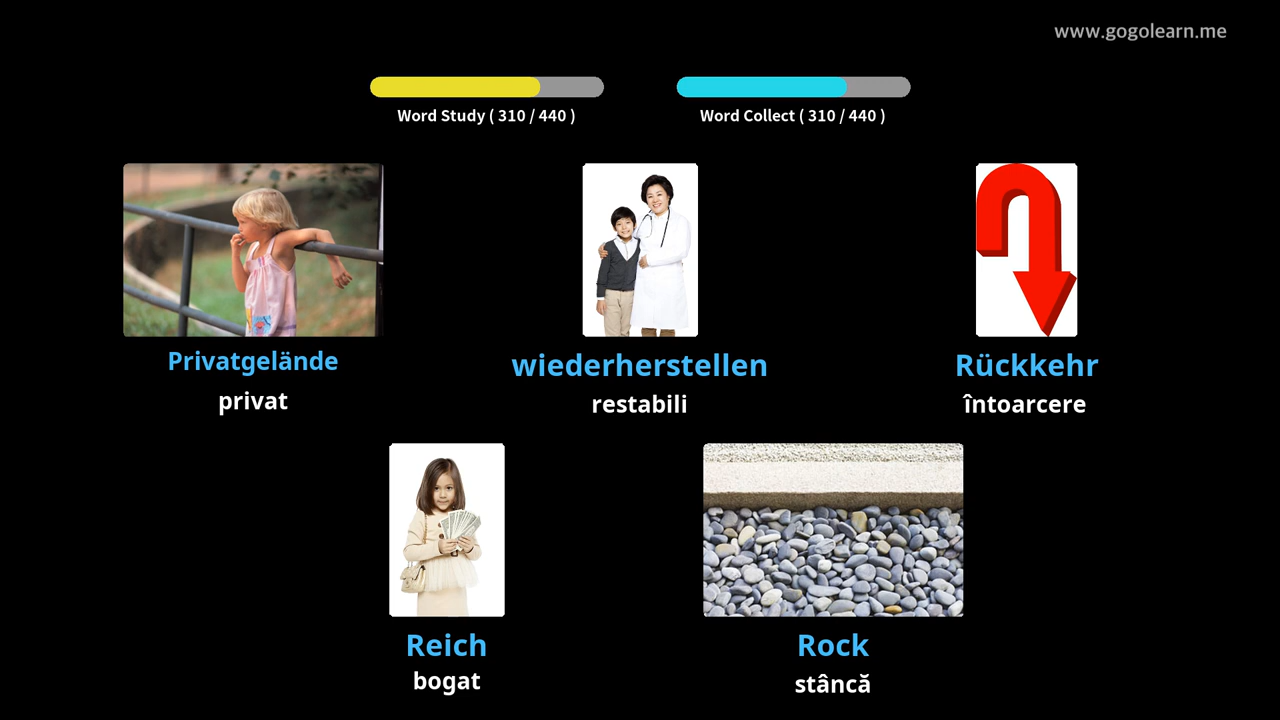 www.gogolearn.me
Word Study ( 310 / 440 )
Word Collect ( 310 / 440 )
Privatgelände
privat
wiederherstellen
restabili
Rückkehr
întoarcere
Reich
bogat
Rock
stâncă